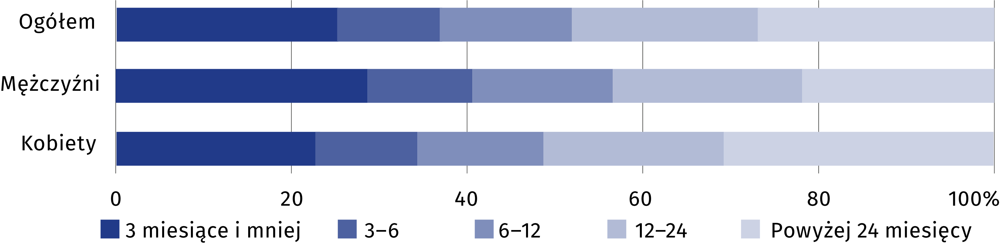 Ogółem
Mężczyźni
Kobiety
0 20 40 60 80 100%
3 miesiące i mniej 3–6 6–12 12–24 Powyżej 24 miesięcy